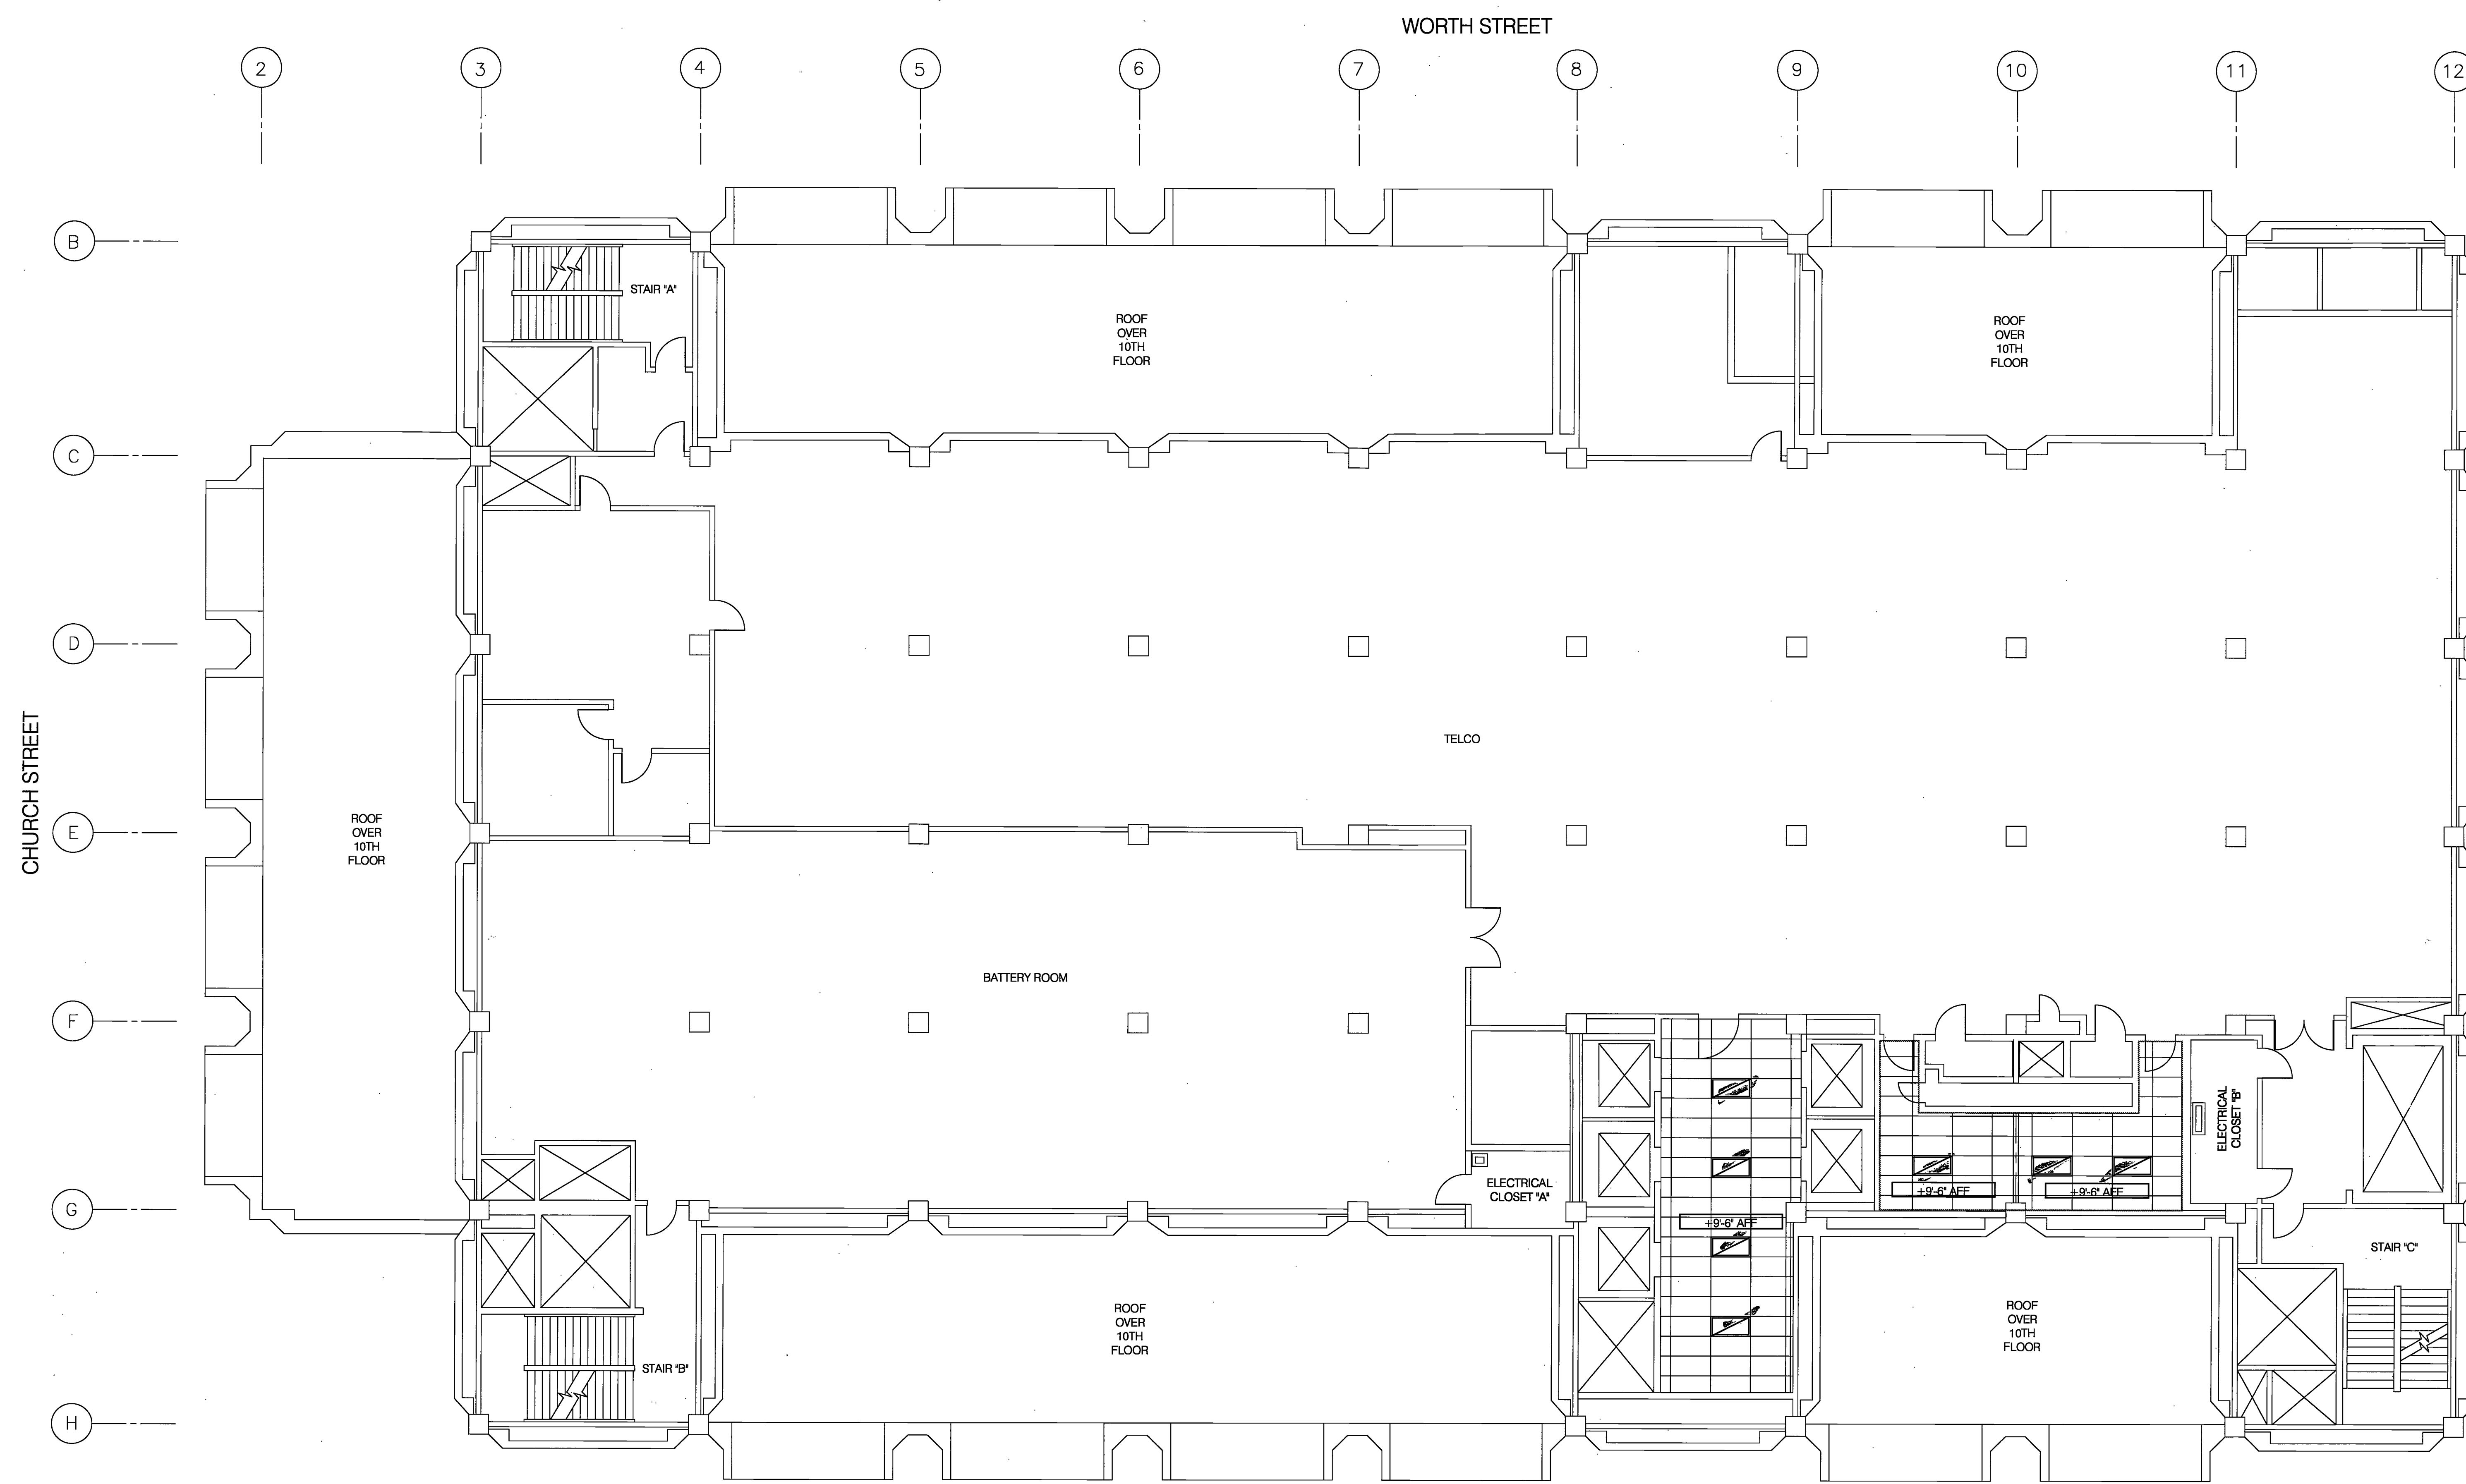 WORTH STREET
2
3
4
5
6
7
8
9
10
11
12
B
C
D
E
F
G
H
CHURCH STREET
STAIR "A"
ROOF
OVER
10TH
FLOOR
ROOF
OVER
10TH
FLOOR
TELCO
ROOF
OVER
10TH
FLOOR
BATTERY ROOM
ELECTRICAL
CLOSET "B"
ELECTRICAL
CLOSET "A"
+9'-6" AFF
+9'-6" AFF
+9'-6" AFF
STAIR "C"
ROOF
OVER
10TH
FLOOR
ROOF
OVER
10TH
FLOOR
STAIR "B"